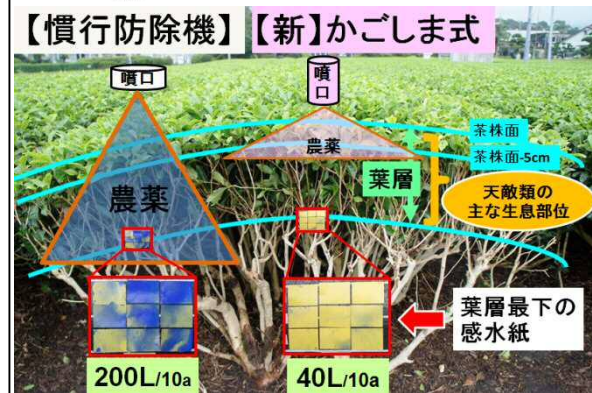 【慣行防除機】
【新】かごしま式
噴口
噴
口
農薬
農薬
茶株面
茶株面-5cm
葉層
天敵類の
主な生息部位
葉層最下の
感水紙
200L/10a
40L/10a